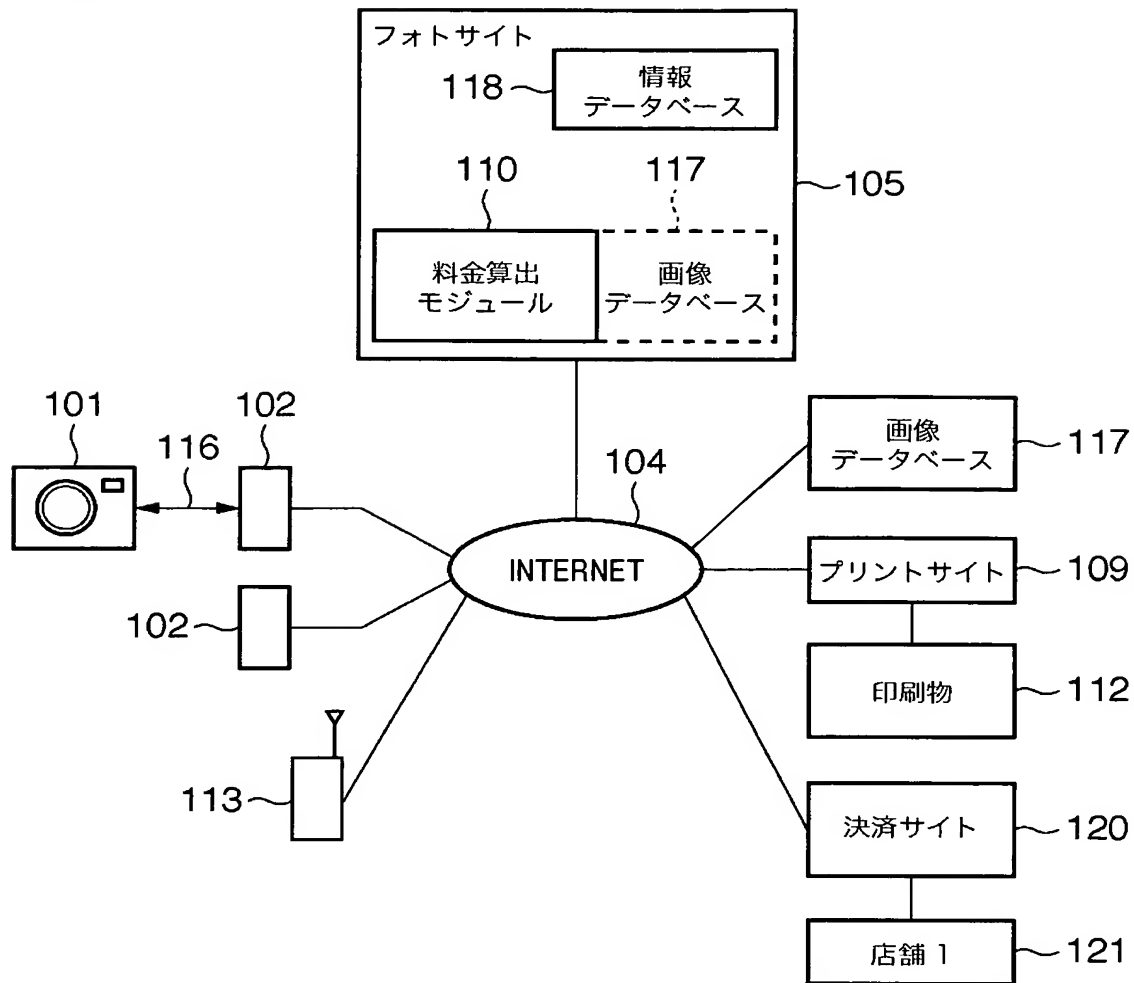 フォトサイト
118
情報
データベース
110
117
105
料金算出
モジュール
画像
データベース
101
116
102
104
画像
データベース
117
INTERNET
プリントサイト
109
102
印刷物
112
113
決済サイト
120
店舗 1
121